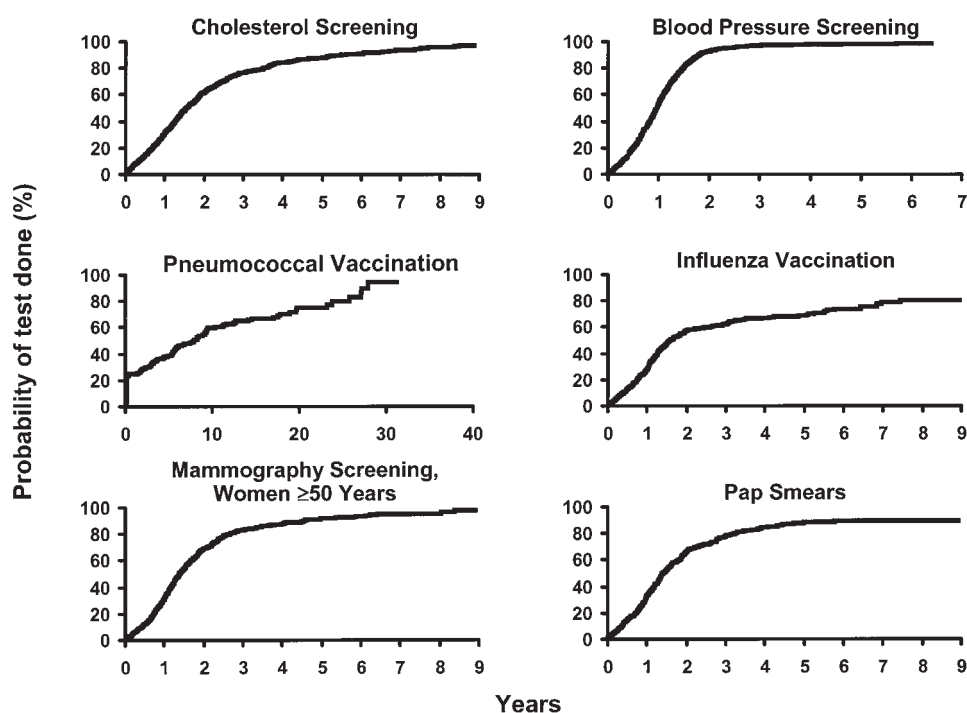 Probability of test done (%)
Cholesterol Screening
100
80
60
40
20
0
0 1 2 3 4 5 6 7 8 9
Blood Pressure Screening
100
80
60
40
20
0
0 1 2 3 4 5 6 7
Pneumococcal Vaccination
100
80
60
40
20
0
0 10 20 30 40
Influenza Vaccination
100
80
60
40
20
0
0 1 2 3 4 5 6 7 8 9
Mammography Screening,
Women ≥50 Years
100
80
60
40
20
0
0 1 2 3 4 5 6 7 8 9
Pap Smears
100
80
60
40
20
0
0 1 2 3 4 5 6 7 8 9
Years